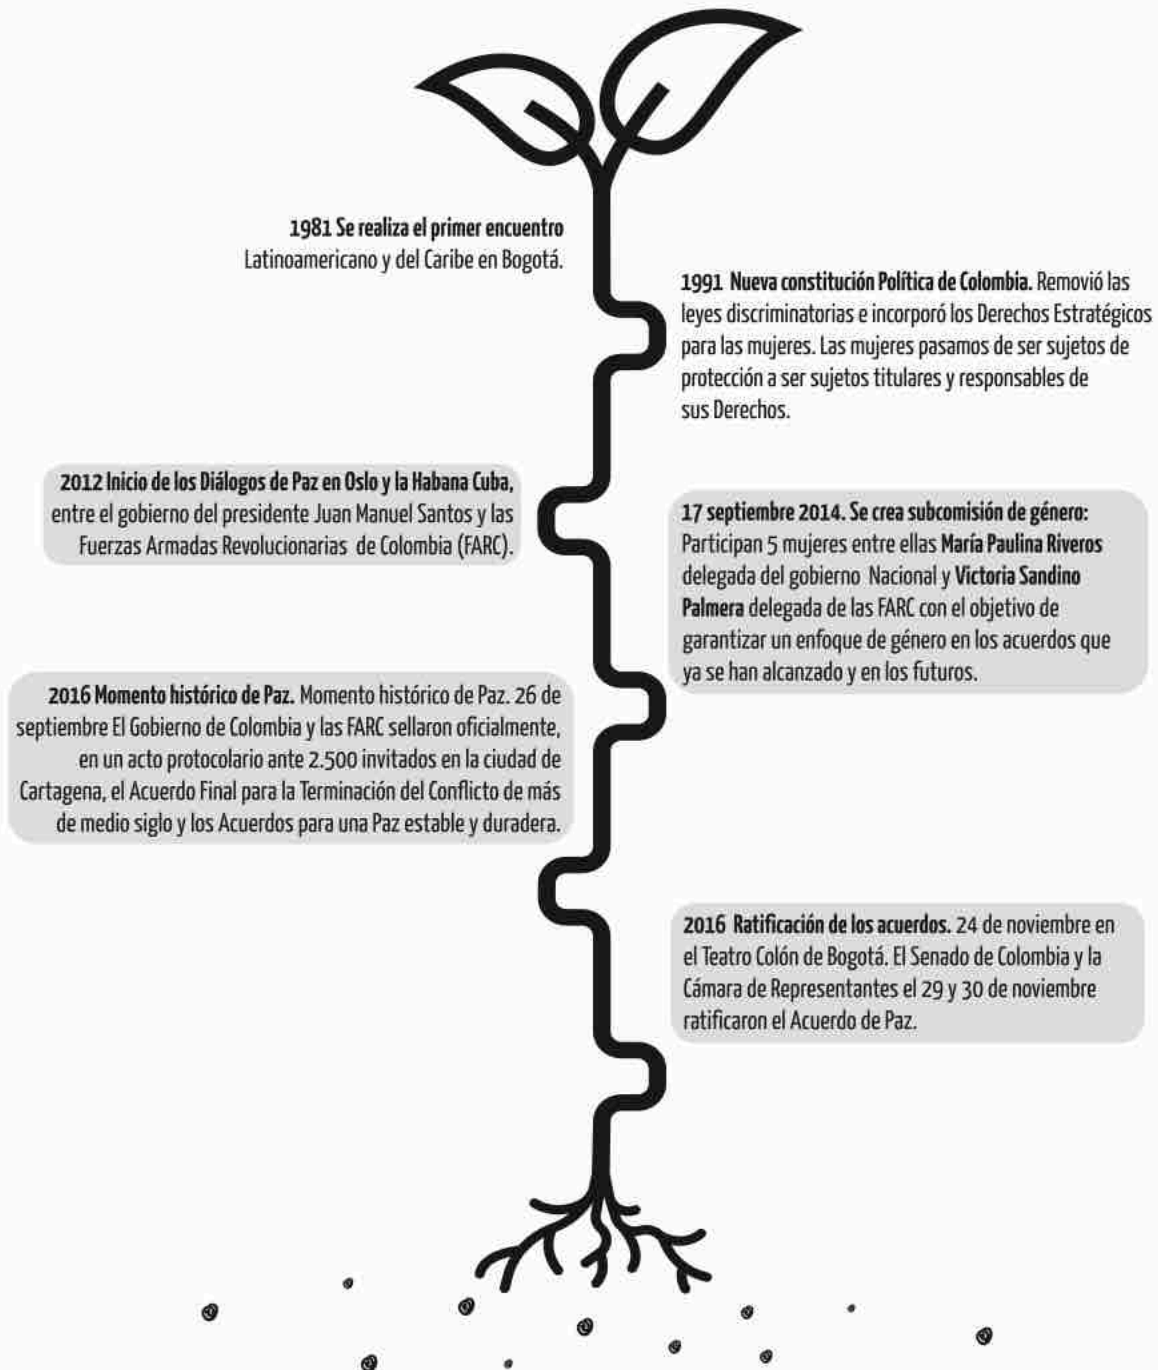 1981 Se realiza el primer encuentro
Latinoamericano y del Caribe en Bogotá.
1991 Nueva constitución Política de Colombia. Removió las
leyes discriminatorias e incorporó los Derechos Estratégicos
para las mujeres. Las mujeres pasamos de ser sujetos de
protección a ser sujetos titulares y responsables de
sus Derechos.
2012 Inicio de los Diálogos de Paz en Oslo y la Habana Cuba,
entre el gobierno del presidente Juan Manuel Santos y las
Fuerzas Armadas Revolucionarias de Colombia (FARC).
17 septiembre 2014. Se crea subcomisión de género:
Participan 5 mujeres entre ellas María Paulina Riveros
delegada del gobierno Nacional y Victoria Sandino
Palmera delegada de las FARC con el objetivo de
garantizar un enfoque de género en los acuerdos que
ya se han alcanzado y en los futuros.
2016 Momento histórico de Paz. Momento histórico de Paz. 26 de
septiembre El Gobierno de Colombia y las FARC sellaron oficialmente,
en un acto protocolario ante 2.500 invitados en la ciudad de
Cartagena, el Acuerdo Final para la Terminación del Conflicto de más
de medio siglo y los Acuerdos para una Paz estable y duradera.
2016 Ratificación de los acuerdos. 24 de noviembre en
el Teatro Colón de Bogotá. El Senado de Colombia y la
Cámara de Representantes el 29 y 30 de noviembre
ratificaron el Acuerdo de Paz.